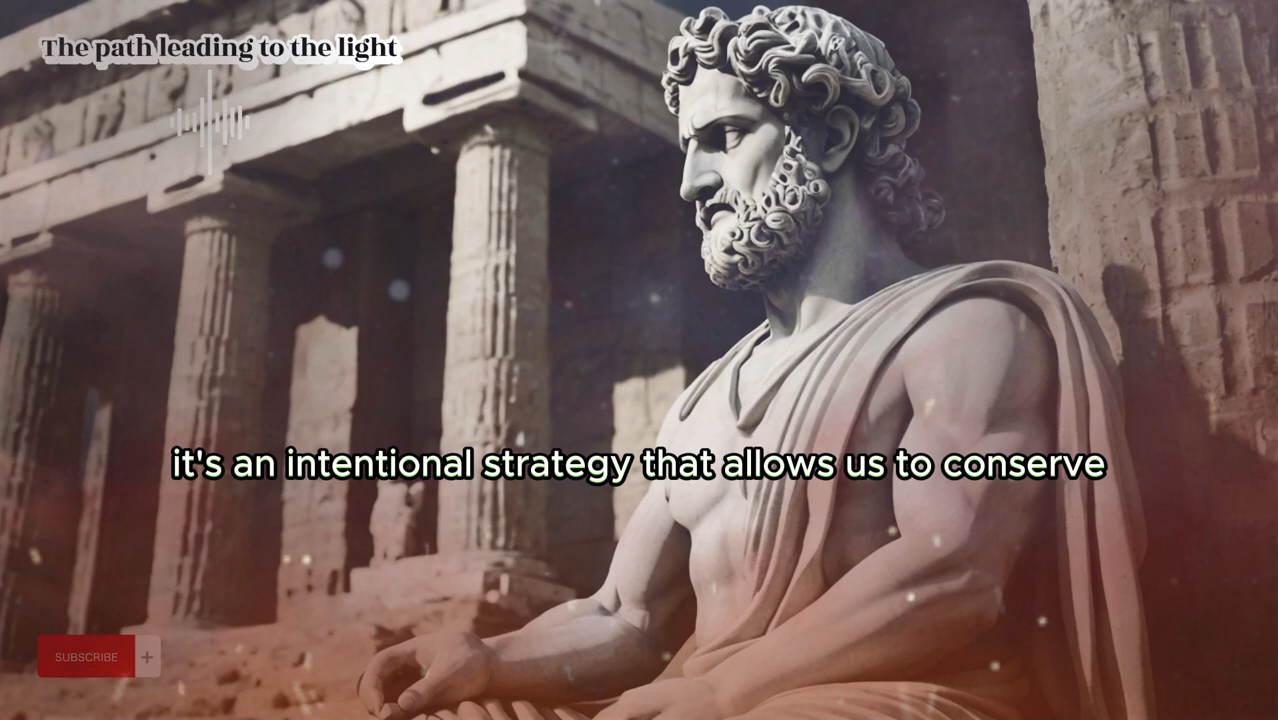 The path leading to the light
it's an intentional strategy that allows us to conserve
SUBSCRIBE +